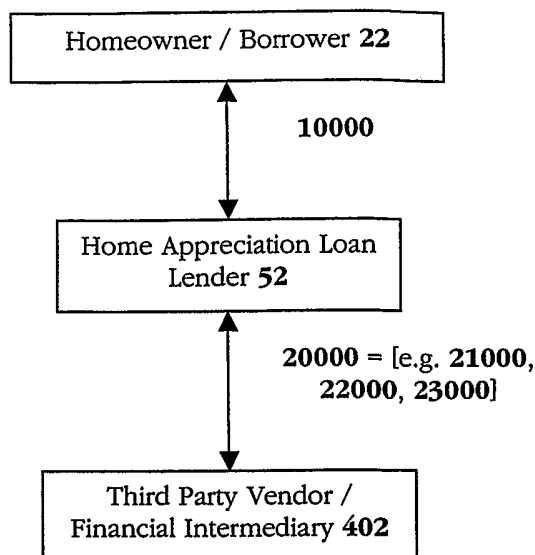 Homeowner / Borrower 22
10000
Home Appreciation Loan
Lender 52
20000 = [e.g. 21000,
22000, 23000]
Third Party Vendor /
Financial Intermediary 402